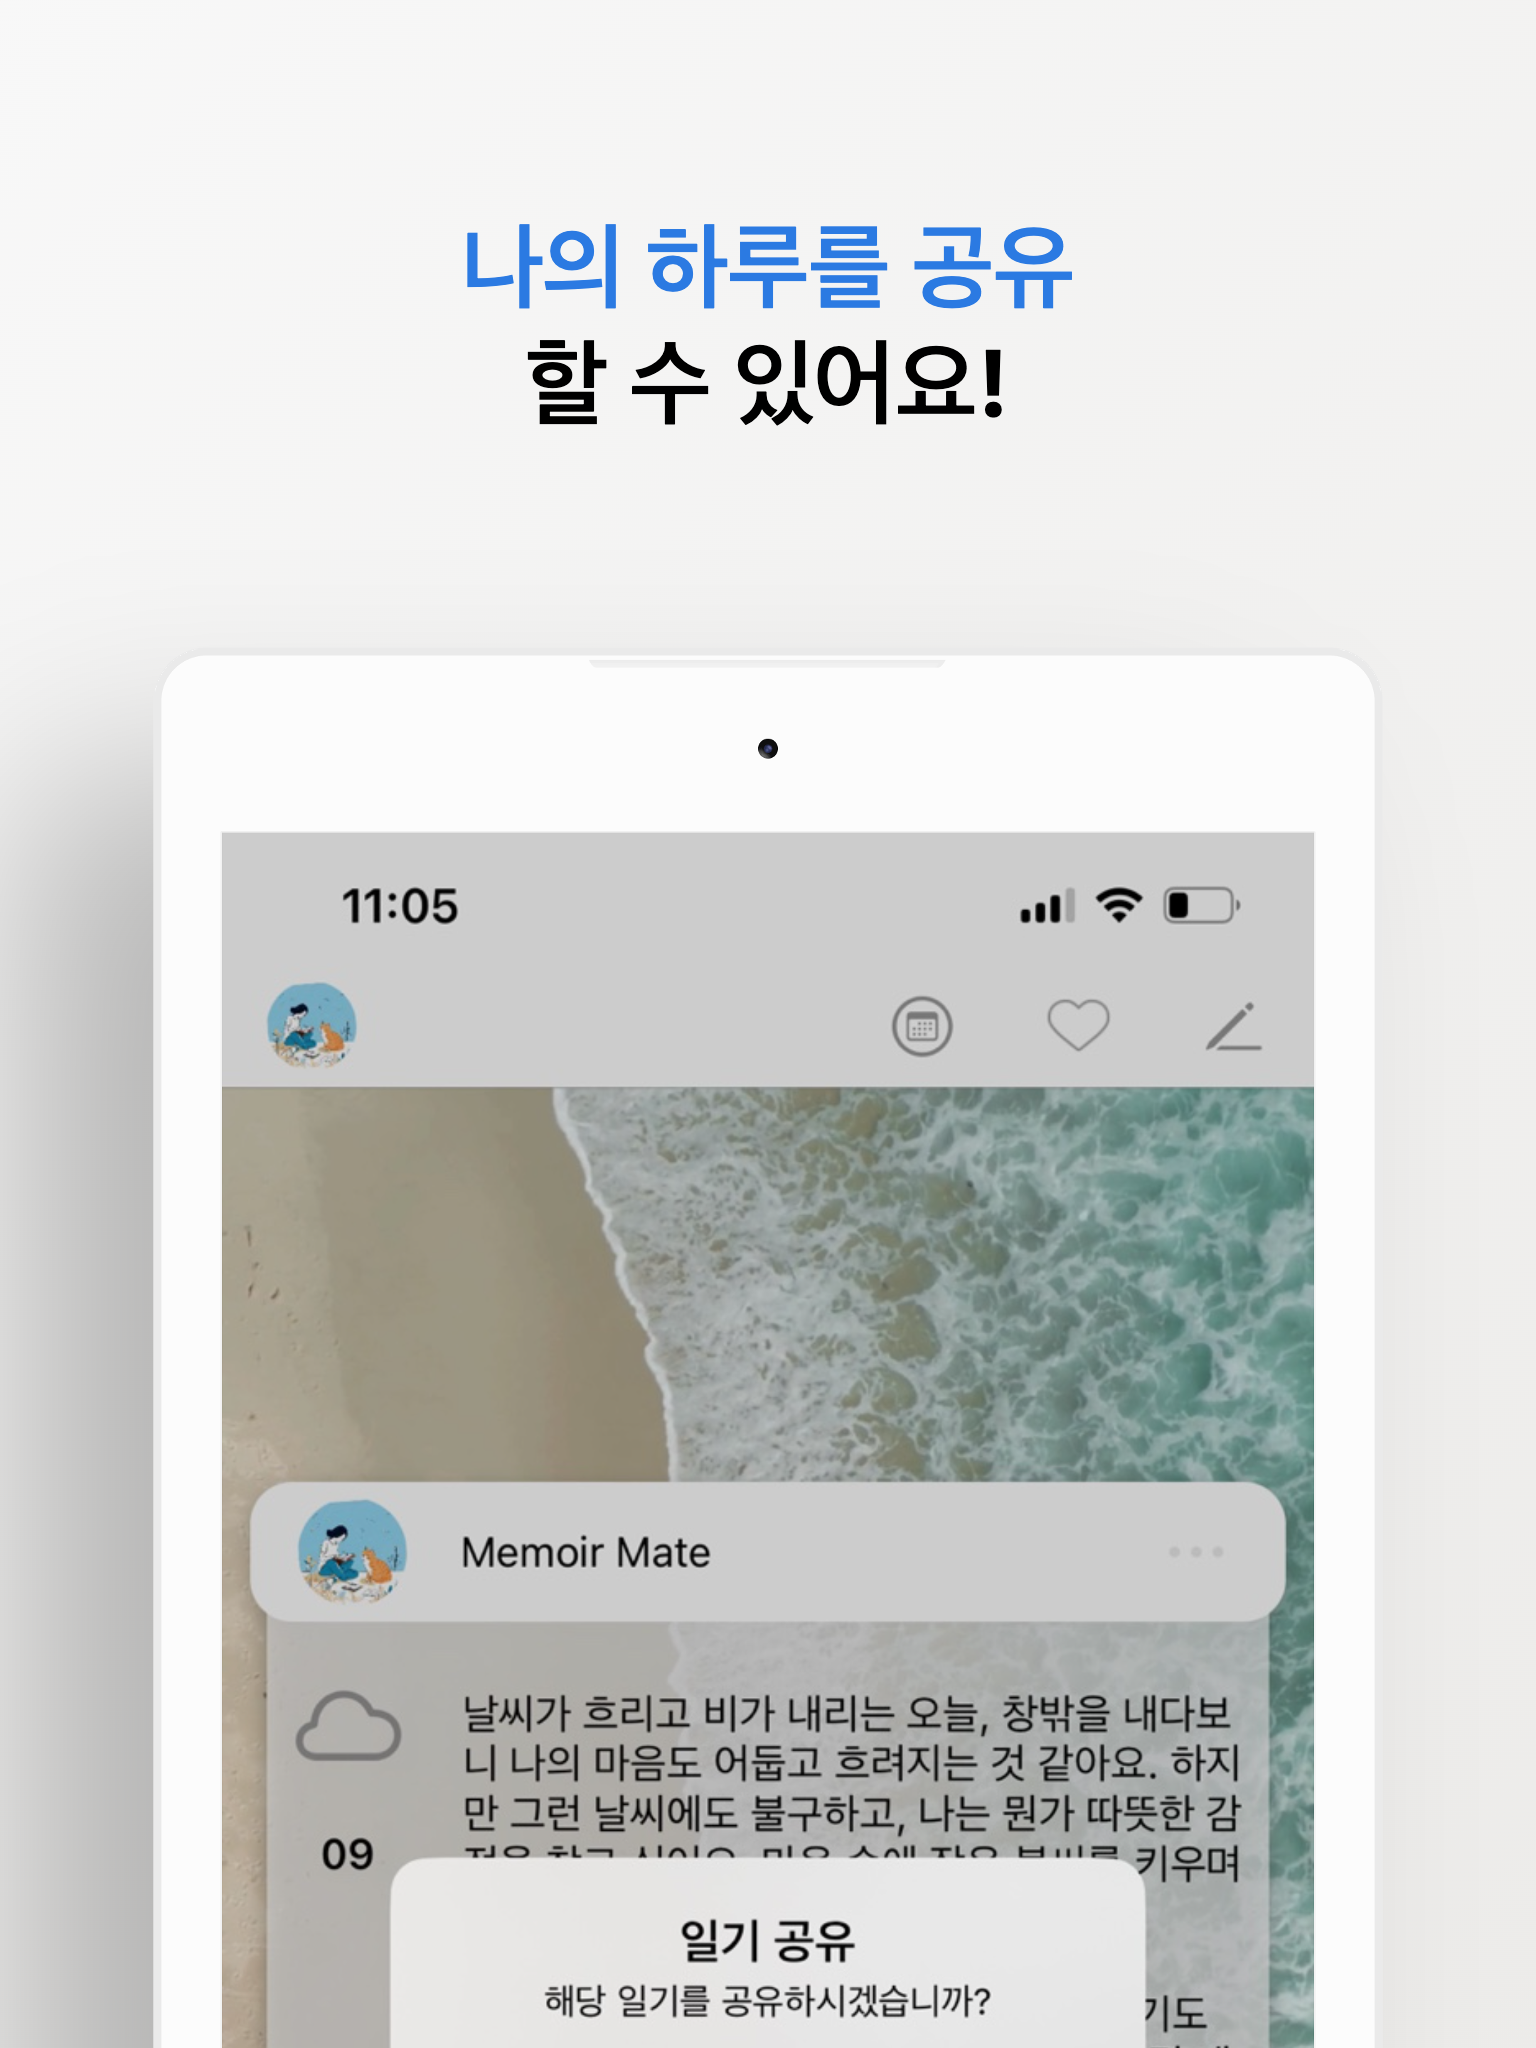 나의 하루를 공유
할 수 있어요!
11:05
Memoir Mate
날씨가 흐리고 비가 내리는 오늘, 창밖을 내다보
니 나의 마음도 어둡고 흐려지는 것 같아요. 하지
만 그런 날씨에도 불구하고, 나는 뭔가 따뜻한 감
09
키우며
일기 공유
해당 일기를 공유하시겠습니까?
기도